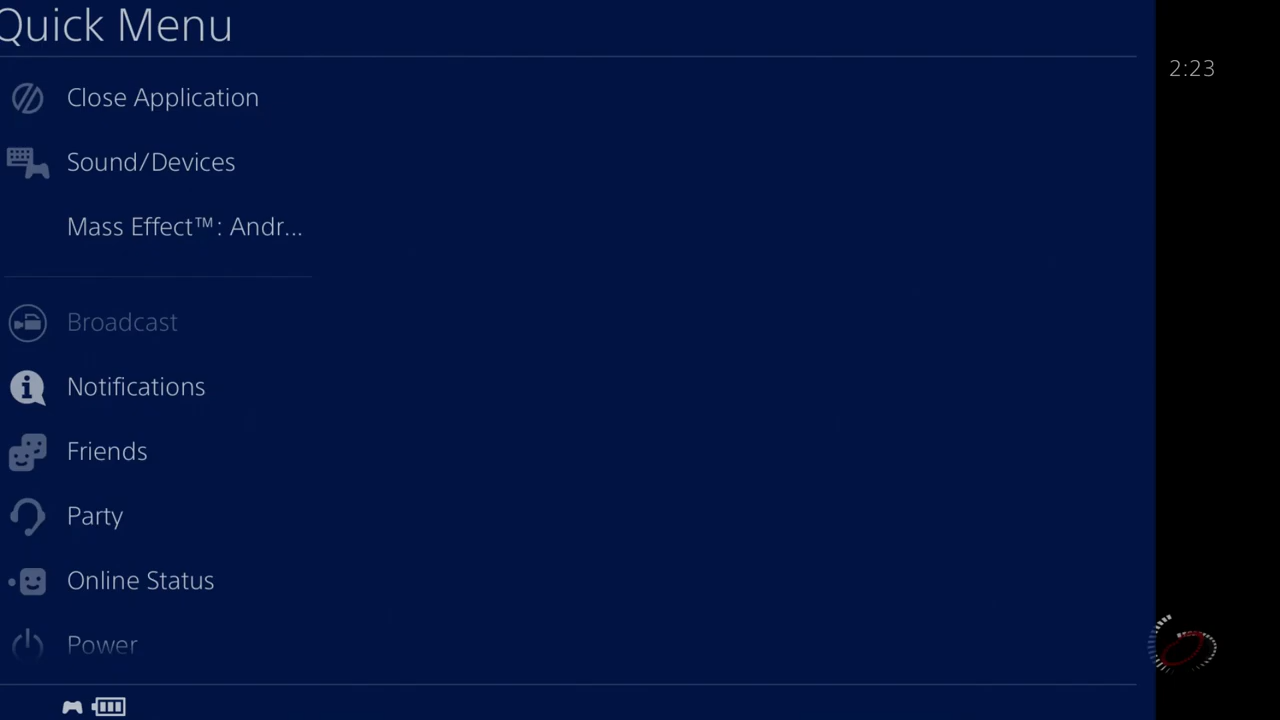 Quick Menu
2:23
Close Application
Sound/Devices
Mass Effect™: Andr...
Broadcast
Notifications
Friends
Party
Online Status
Power